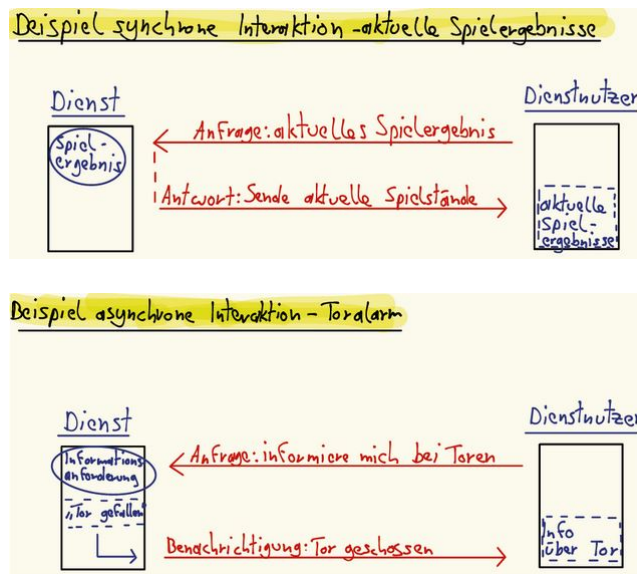 Beispiel synchrone Interaktion - aktuelle Spielergebnisse
Dienst
Dienstnutzer
Spiel-
ergebnis
Anfrage: aktuelles Spielergebnis
Antwort: Sende aktuelle Spielstände
aktuelle
Spiel-
ergebnisse
Beispiel asynchrone Interaktion - Toralarm
Dienst
Dienstnutzer
Informations
anforderung
Anfrage: informiere mich bei Toren
„Tor gefallen"
Benachrichtigung: Tor geschossen
Info
über Tor